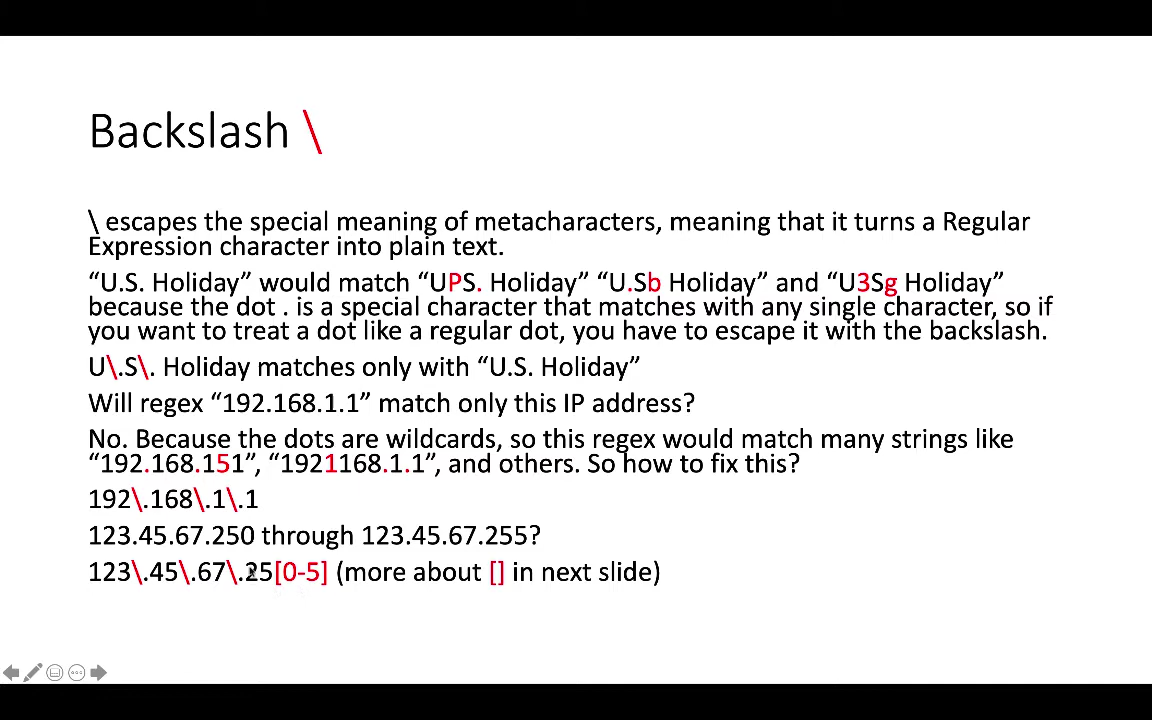 Backslash \
\ escapes the special meaning of metacharacters, meaning that it turns a Regular
Expression character into plain text.
“U.S. Holiday” would match “UPS. Holiday” “U.Sb Holiday” and “U3Sg Holiday”
because the dot . is a special character that matches with any single character, so if
you want to treat a dot like a regular dot, you have to escape it with the backslash.
U\.S\. Holiday matches only with “U.S. Holiday”
Will regex “192.168.1.1” match only this IP address?
No. Because the dots are wildcards, so this regex would match many strings like
“192.168.151”, “1921168.1.1”, and others. So how to fix this?
192\.168\.1\.1
123.45.67.250 through 123.45.67.255?
123\.45\.67\.25[0-5] (more about [] in next slide)